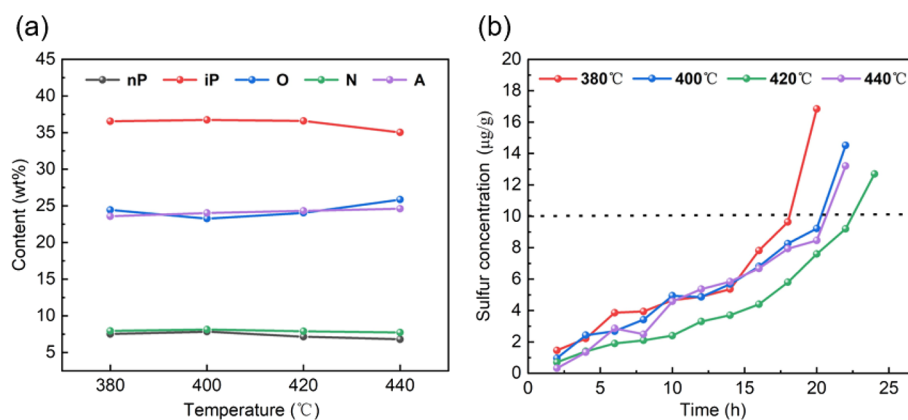 (a)
45
40
35
30
25
20
15
10
5
nP iP O N A
Content (wt%)
380 400 420 440
Temperature (℃)
(b)
20
18
16
14
12
10
8
6
4
2
0
380℃ 400℃ 420℃ 440℃
Sulfur concentration (μg/g)
0 5 10 15 20 25
Time (h)